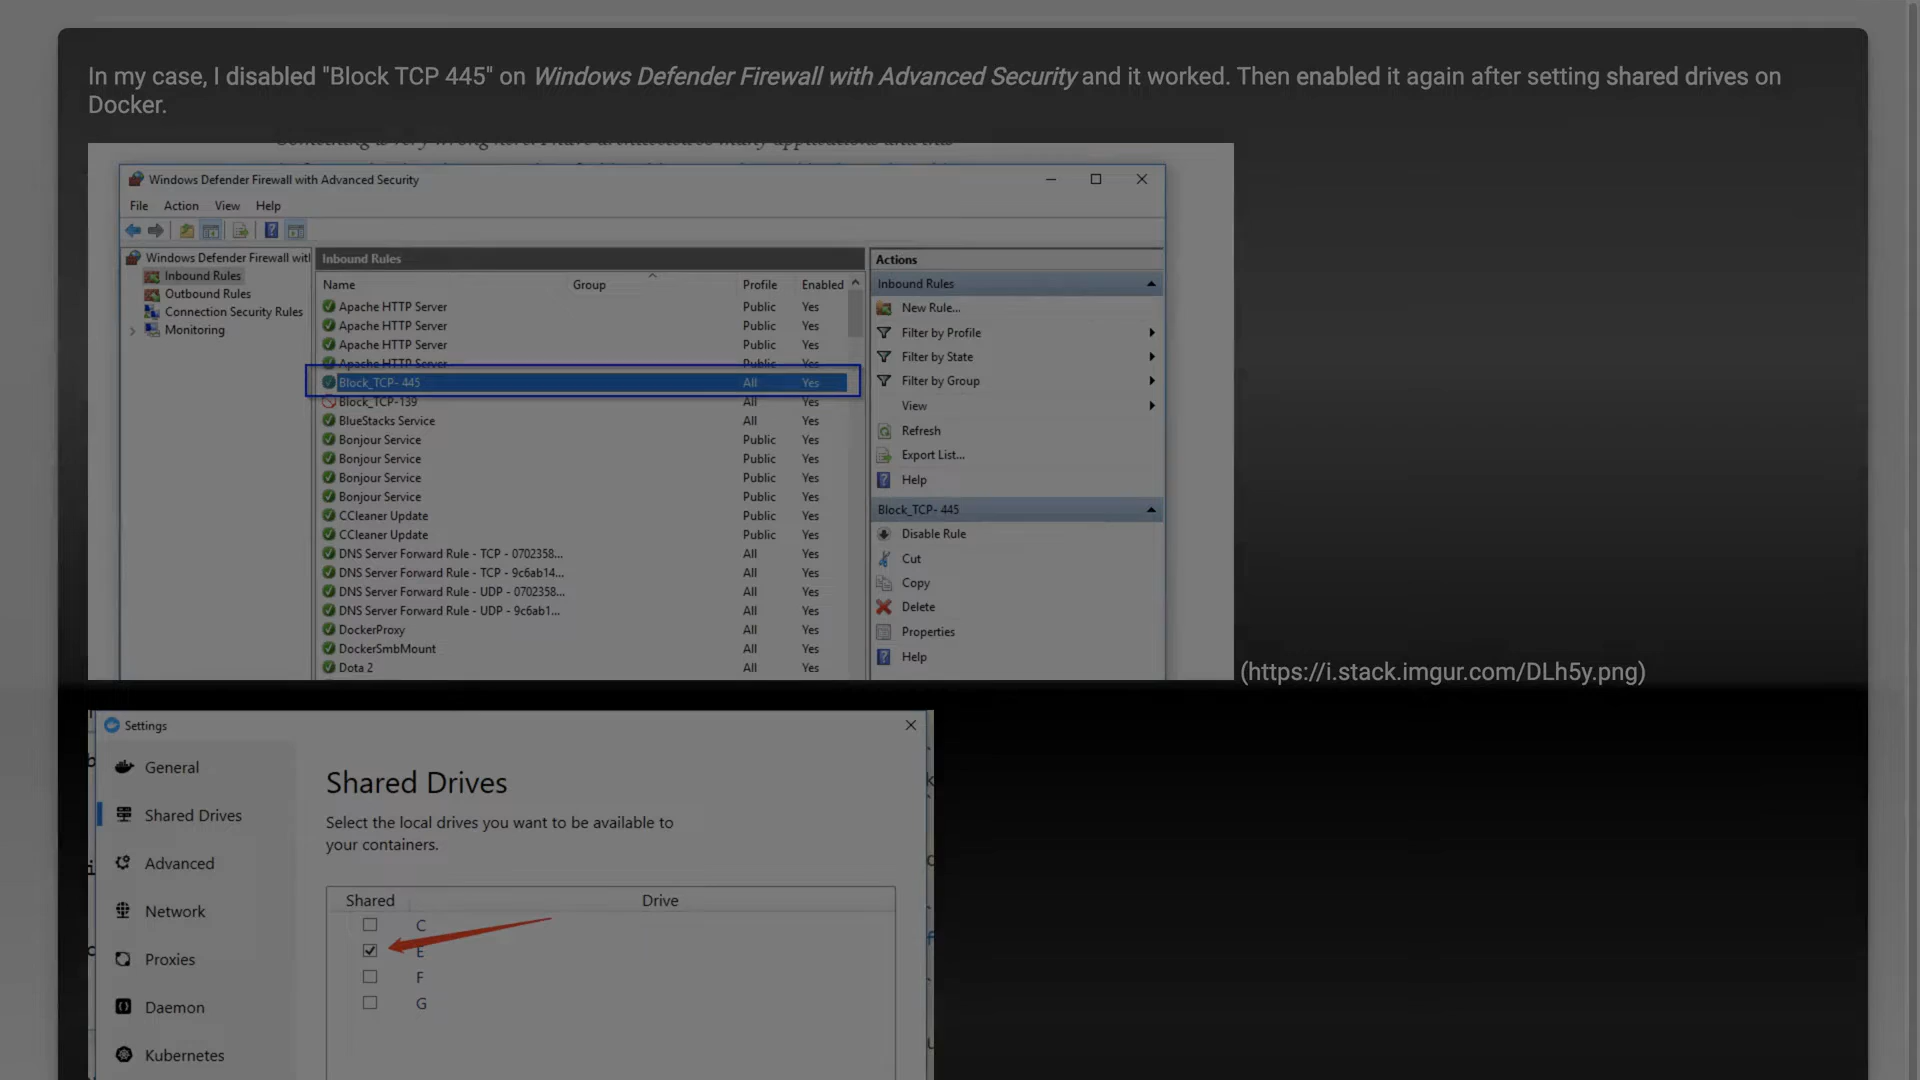 In my case, I disabled "Block TCP 445" on Windows Defender Firewall with Advanced Security and it worked. Then enabled it again after setting shared drives on
Docker.
Windows Defender Firewall with Advanced Security
File Action View Help
Windows Defender Firewall wit
Inbound Rules
Outbound Rules
Connection Security Rules
Monitoring
Inbound Rules
Name Group Profile Enabled
Apache HTTP Server Public Yes
Apache HTTP Server Public Yes
Apache HTTP Server Public Yes
Apache HTTP Server Public Yes
Block_TCP- 445 All Yes
Block_TCP-139 All Yes
BlueStacks Service All Yes
Bonjour Service Public Yes
Bonjour Service Public Yes
Bonjour Service Public Yes
Bonjour Service Public Yes
CCleaner Update Public Yes
CCleaner Update Public Yes
DNS Server Forward Rule - TCP - 0702358... All Yes
DNS Server Forward Rule - TCP - 9c6ab14... All Yes
DNS Server Forward Rule - UDP - 0702358... All Yes
DNS Server Forward Rule - UDP - 9c6ab1... All Yes
DockerProxy All Yes
DockerSmbMount All Yes
Dota 2 All Yes
Actions
Inbound Rules
New Rule...
Filter by Profile
Filter by State
Filter by Group
View
Refresh
Export List...
Help
Block_TCP- 445
Disable Rule
Cut
Copy
Delete
Properties
Help
(https://i.stack.imgur.com/DLh5y.png)
Settings
General
Shared Drives
Advanced
Network
Proxies
Daemon
Kubernetes
Shared Drives
Select the local drives you want to be available to
your containers.
Shared Drive
C
E
F
G